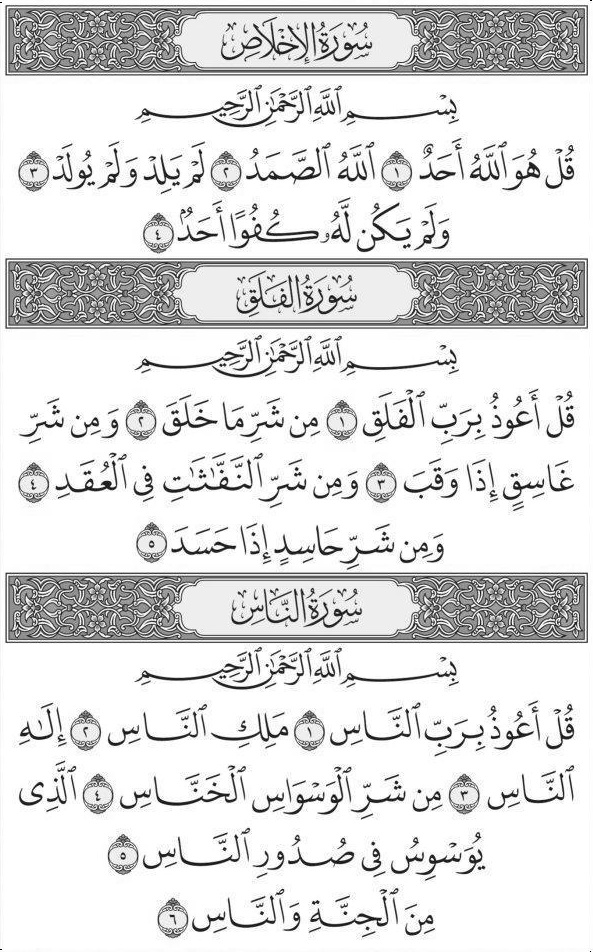 سُورَةُ الإِخْلَاصِ
بِسْمِ ٱللَّهِ ٱلرَّحْمَٰنِ ٱلرَّحِيمِ
قُلْ هُوَ ٱللَّهُ أَحَدٌ ١ ٱللَّهُ ٱلصَّمَدُ ٢ لَمْ يَلِدْ وَلَمْ يُولَدْ ٣
وَلَمْ يَكُن لَّهُۥ كُفُوًا أَحَدٌۢ ٤
سُورَةُ الفَلَقِ
بِسْمِ ٱللَّهِ ٱلرَّحْمَٰنِ ٱلرَّحِيمِ
قُلْ أَعُوذُ بِرَبِّ ٱلْفَلَقِ ١ مِن شَرِّ مَا خَلَقَ ٢ وَمِن شَرِّ
غَاسِقٍ إِذَا وَقَبَ ٣ وَمِن شَرِّ ٱلنَّفَّٰثَٰتِ فِى ٱلْعُقَدِ ٤
وَمِن شَرِّ حَاسِدٍ إِذَا حَسَدَ ٥
سُورَةُ النَّاسِ
بِسْمِ ٱللَّهِ ٱلرَّحْمَٰنِ ٱلرَّحِيمِ
قُلْ أَعُوذُ بِرَبِّ ٱلنَّاسِ ١ مَلِكِ ٱلنَّاسِ ٢ إِلَٰهِ
ٱلنَّاسِ ٣ مِن شَرِّ ٱلْوَسْوَاسِ ٱلْخَنَّاسِ ٤ ٱلَّذِى
يُوَسْوِسُ فِى صُدُورِ ٱلنَّاسِ ٥
مِنَ ٱلْجِنَّةِ وَٱلنَّاسِ ٦